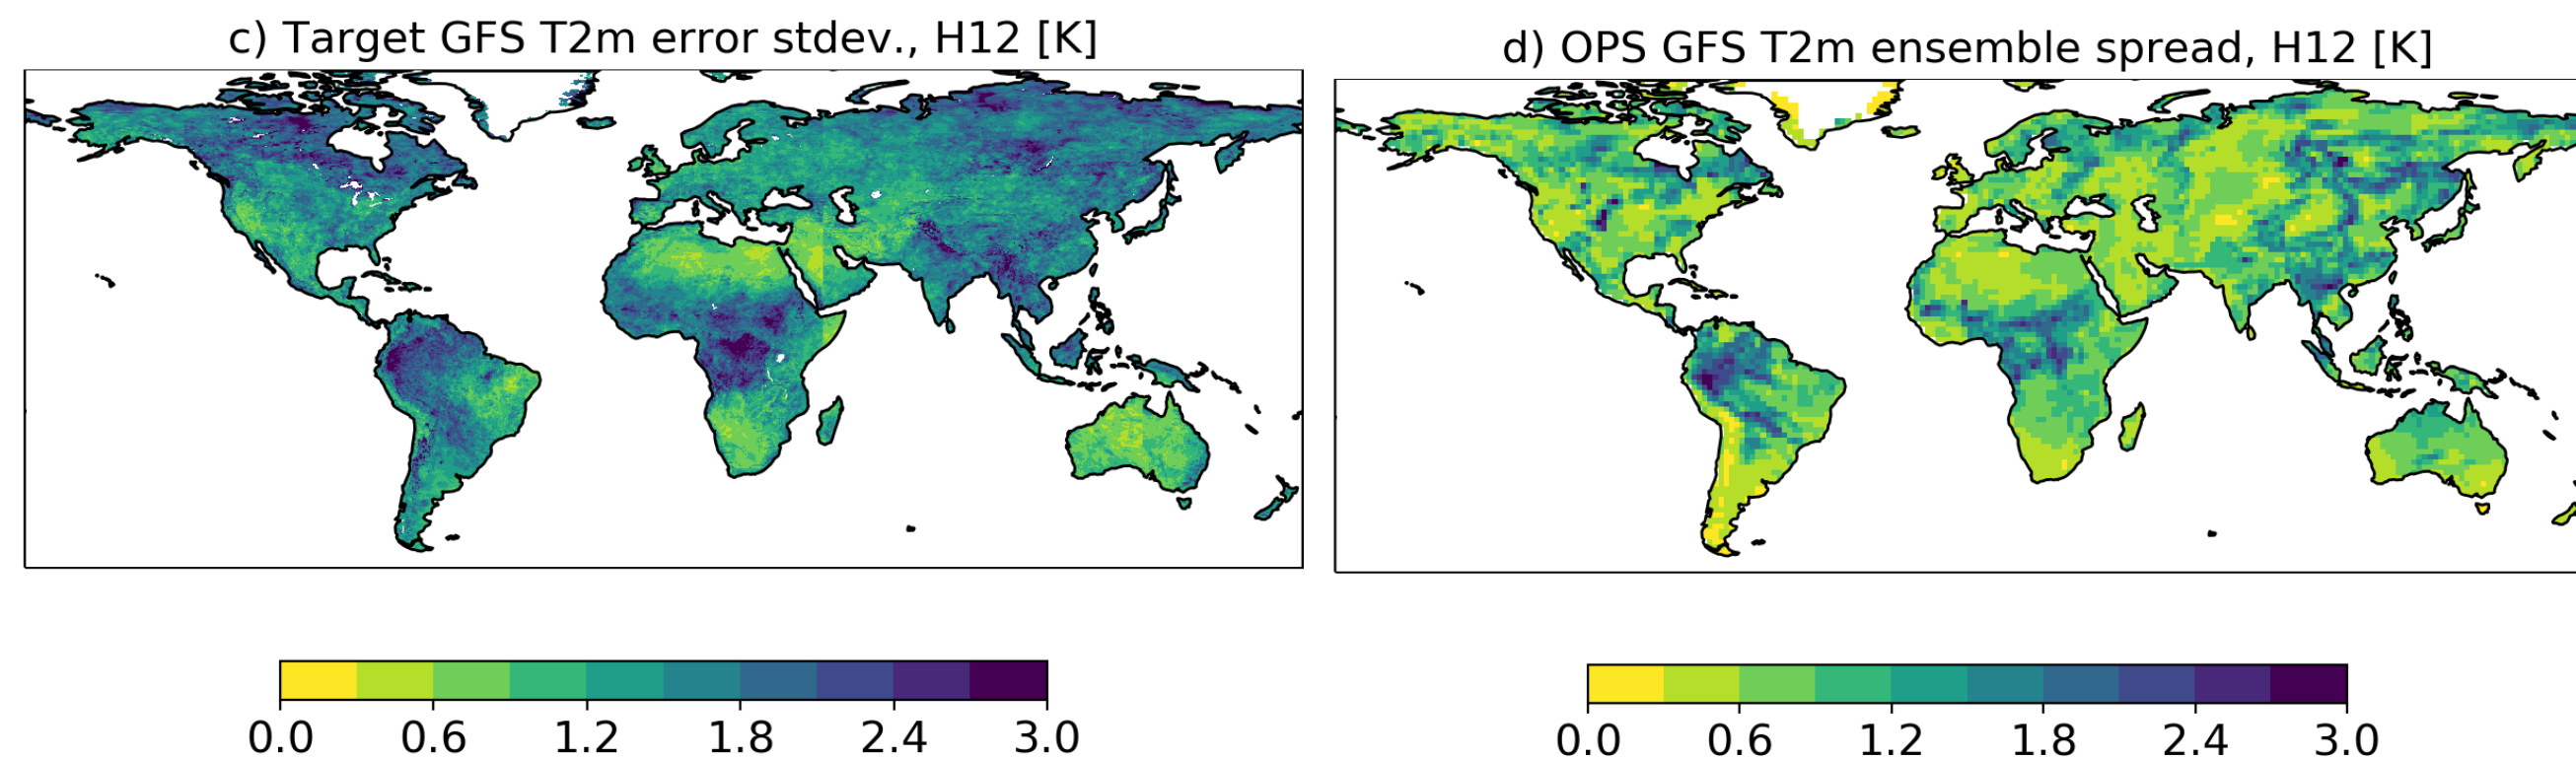 c) Target GFS T2m error stdev., H12 [K]
d) OPS GFS T2m ensemble spread, H12 [K]
0.0 0.6 1.2 1.8 2.4 3.0
0.0 0.6 1.2 1.8 2.4 3.0